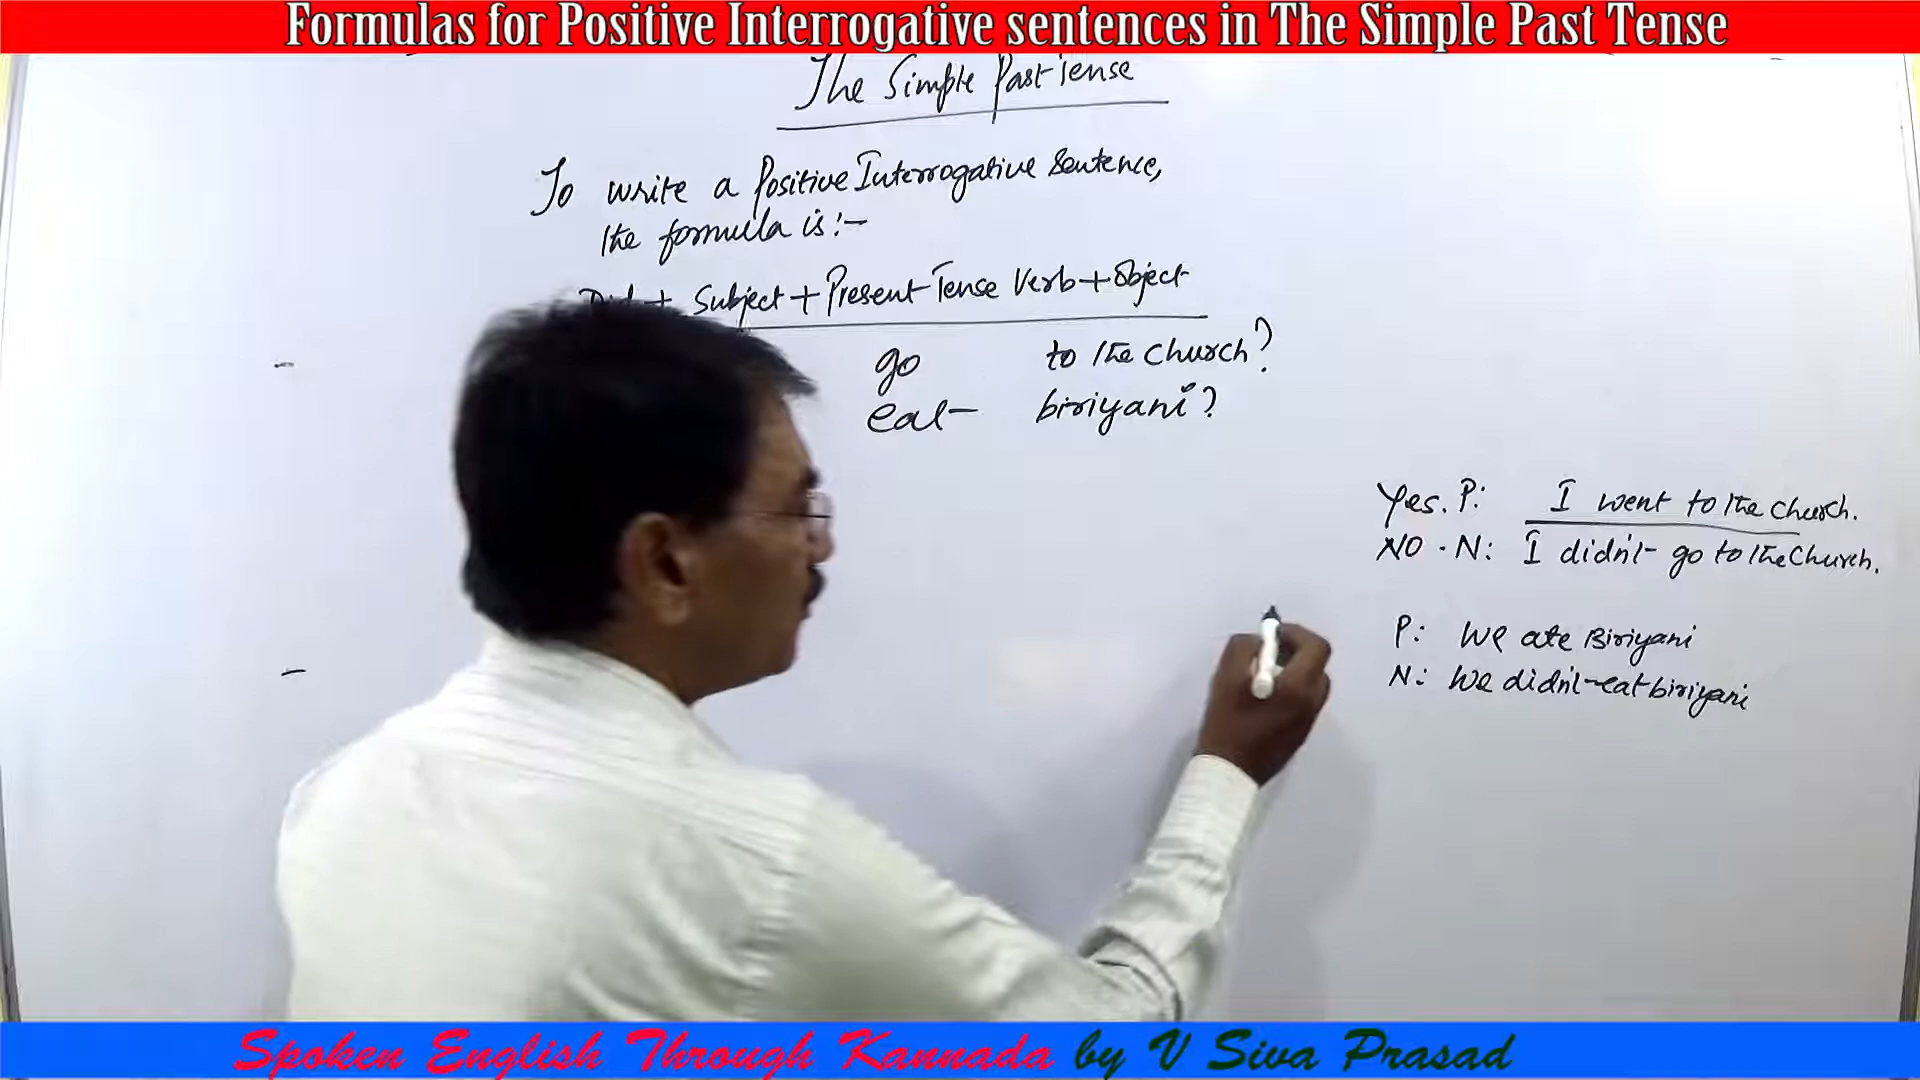 Formulas for Positive Interrogative sentences in The Simple Past Tense
The Simple Past Tense
To write a Positive Interrogative Sentence,
the formula is:-
Did + Subject + Present Tense Verb + Object
go to the church?
eat biriyani?
Yes. P: I went to the church.
NO . N: I didn't go to the church.
P: We ate Biriyani
N: We didn't eat biriyani
Spoken English Through Kannada by V Siva Prasad